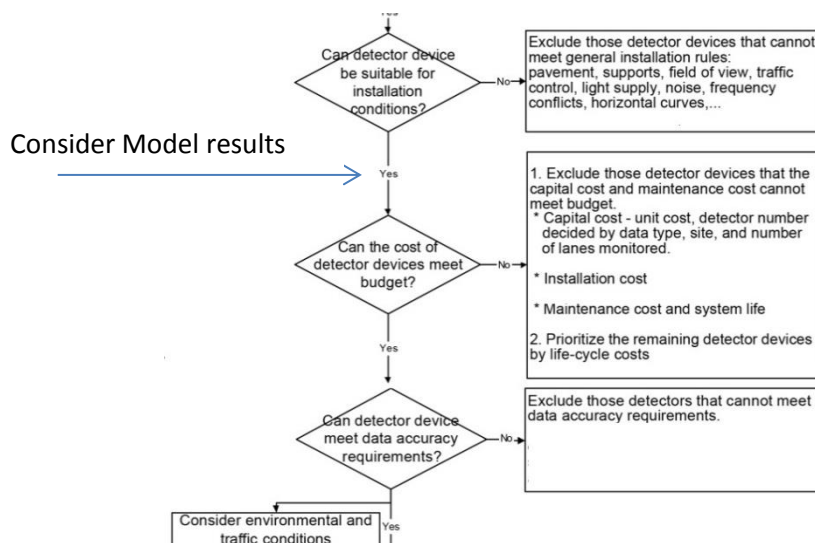 Yes
Can detector device
be suitable for
installation
conditions?
No
Exclude those detector devices that cannot
meet general installation rules:
pavement, supports, field of view, traffic
control, light supply, noise, frequency
conflicts, horizontal curves,...
Consider Model results
Yes
Can the cost of
detector devices meet
budget?
No
1. Exclude those detector devices that the
capital cost and maintenance cost cannot
meet budget.
* Capital cost - unit cost, detector number
decided by data type, site, and number
of lanes monitored.
* Installation cost
* Maintenance cost and system life
2. Prioritize the remaining detector devices
by life-cycle costs
Yes
Can detector device
meet data accuracy
requirements?
No
Exclude those detectors that cannot meet
data accuracy requirements.
Consider environmental and
traffic conditions
Yes